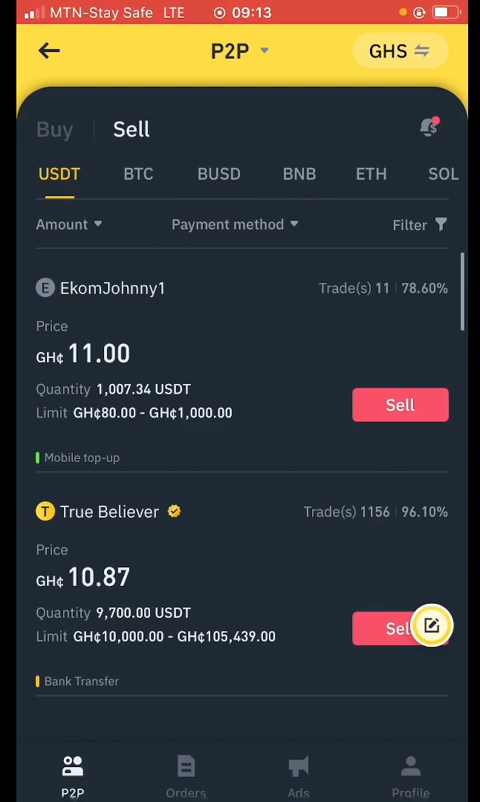 MTN-Stay Safe LTE 09:13
P2P GHS
Buy Sell
USDT BTC BUSD BNB ETH SOL
Amount Payment method Filter
E EkomJohnny1 Trade(s) 11 | 78.60%
Price
GH₵ 11.00
Quantity 1,007.34 USDT
Sell
Limit GH₵80.00 - GH₵1,000.00
Mobile top-up
T True Believer Trade(s) 1156 | 96.10%
Price
GH₵ 10.87
Quantity 9,700.00 USDT
Sel
Limit GH₵10,000.00 - GH₵105,439.00
Bank Transfer
P2P Orders Ads Profile